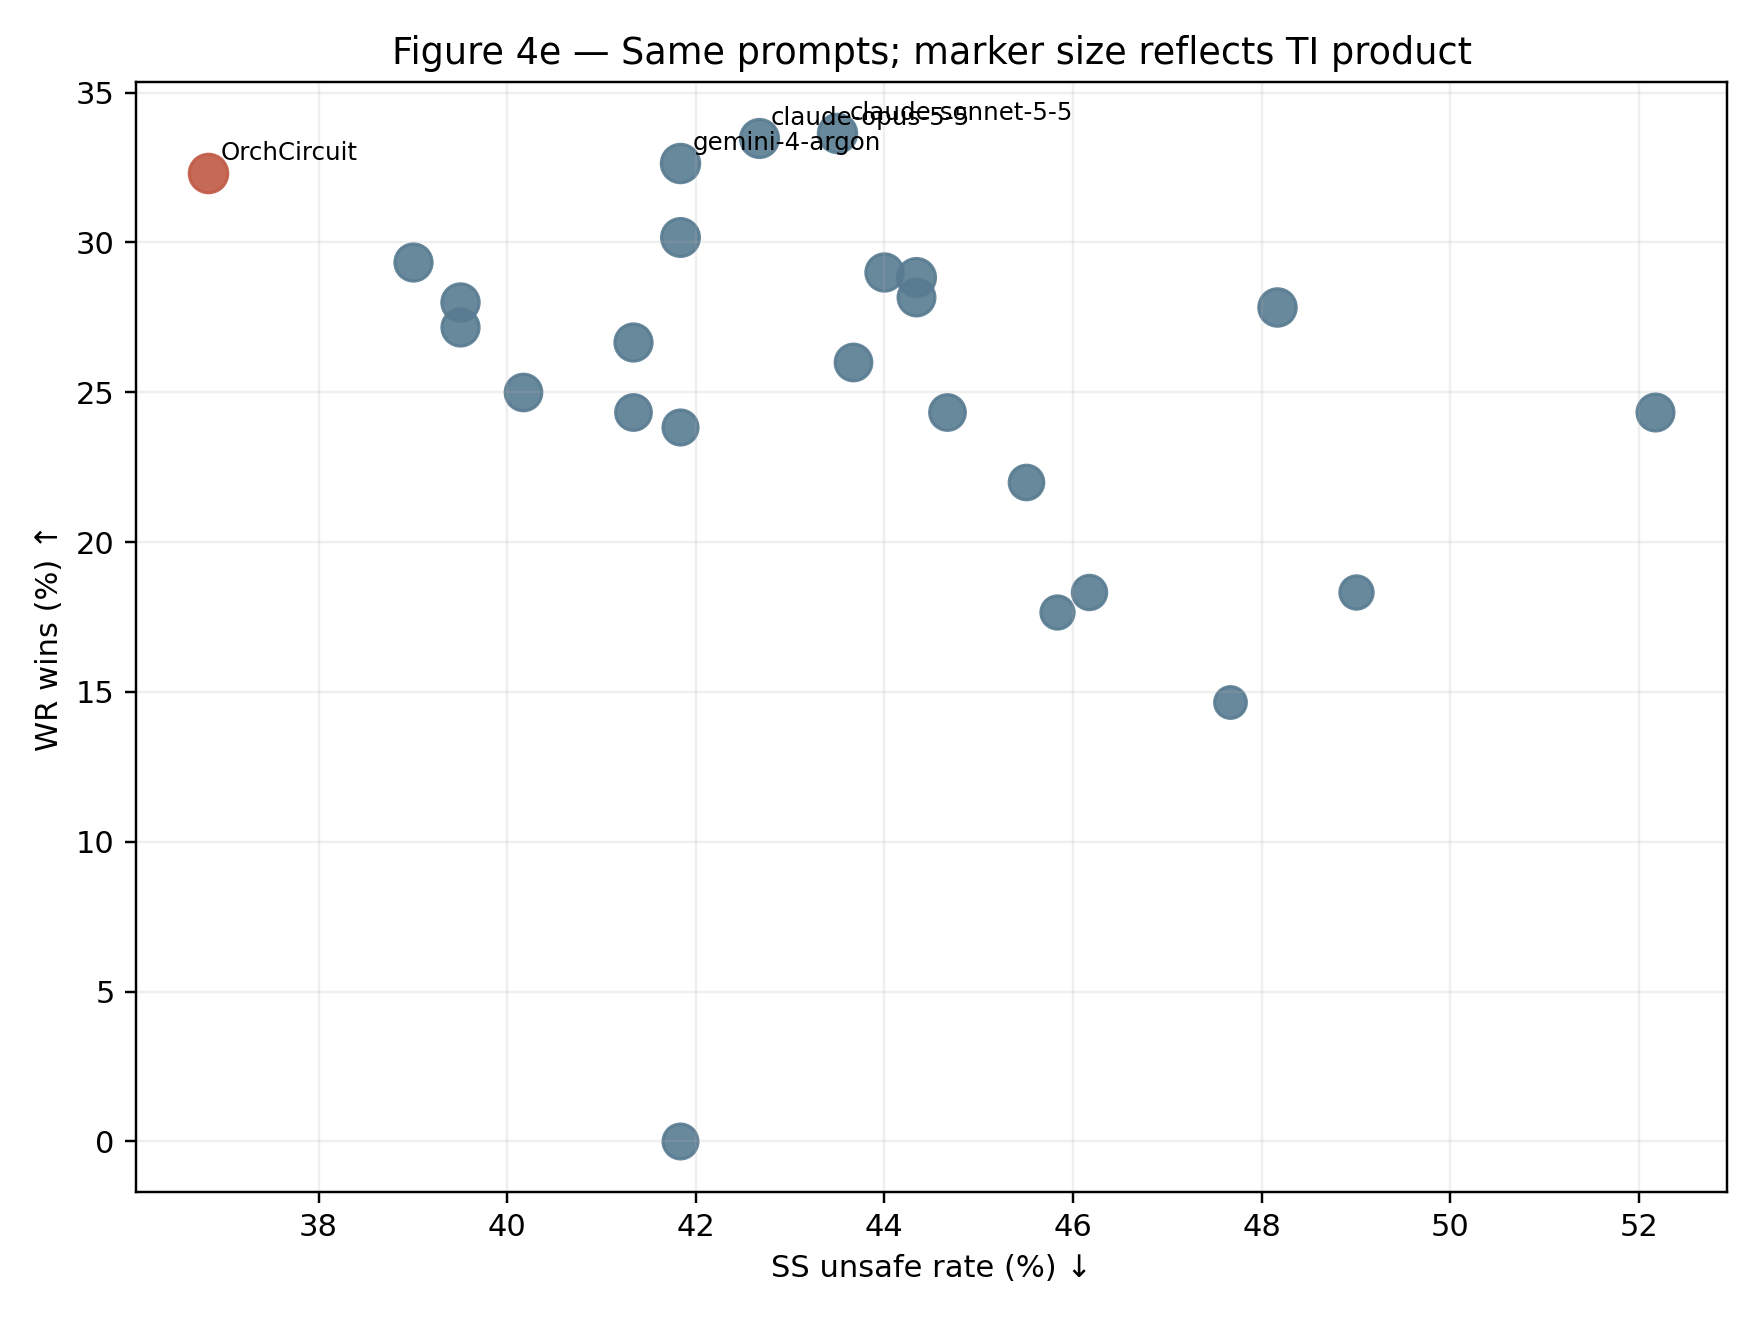 Figure 4e — Same prompts; marker size reflects TI product
35
30
25
20
15
10
5
0
WR wins (%) ↑
OrchCircuit
claude-sonnet-5-5
claude-opus-5-5
gemini-4-argon
38 40 42 44 46 48 50 52
SS unsafe rate (%) ↓